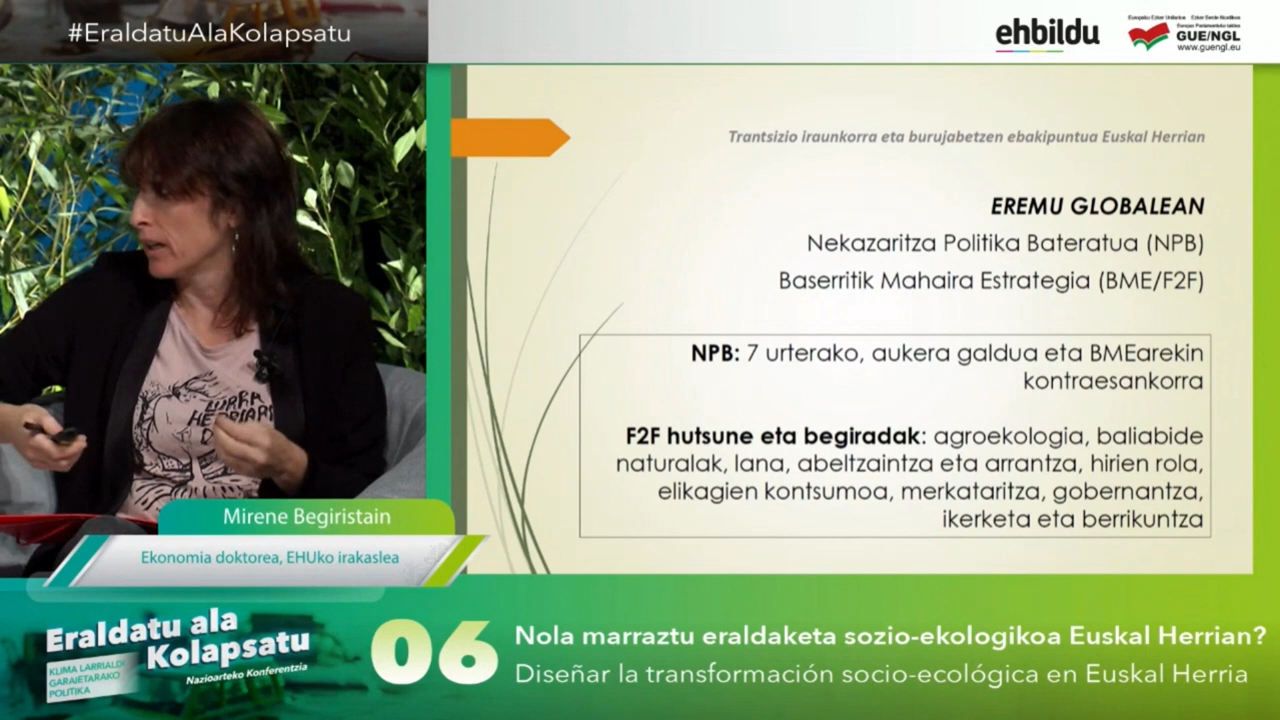 #EraldatuAlaKolapsatu
ehbildu
GUE/NGL
www.guengl.eu
Trantsizio iraunkorra eta burujabetzen ebakipuntua Euskal Herrian
EREMU GLOBALEAN
Nekazaritza Politika Bateratua (NPB)
Baserritik Mahaira Estrategia (BME/F2F)
NPB: 7 urterako, aukera galdua eta BMEarekin
kontraesankorra
F2F hutsune eta begiradak: agroekologia, baliabide
naturalak, lana, abeltzaintza eta arrantza, hirien rola,
elikagien kontsumoa, merkataritza, gobernantza,
ikerketa eta berrikuntza
LURRA
Mirene Begiristain
Ekonomia doktorea, EHUko irakaslea
Eraldatu ala
Kolapsatu
KLIMA LARRIALDI
GARAIETARAKO
POLITIKA
Nazioarteko Konferentzia
06
Nola marraztu eraldaketa sozio-ekologikoa Euskal Herrian?
Diseñar la transformación socio-ecológica en Euskal Herria